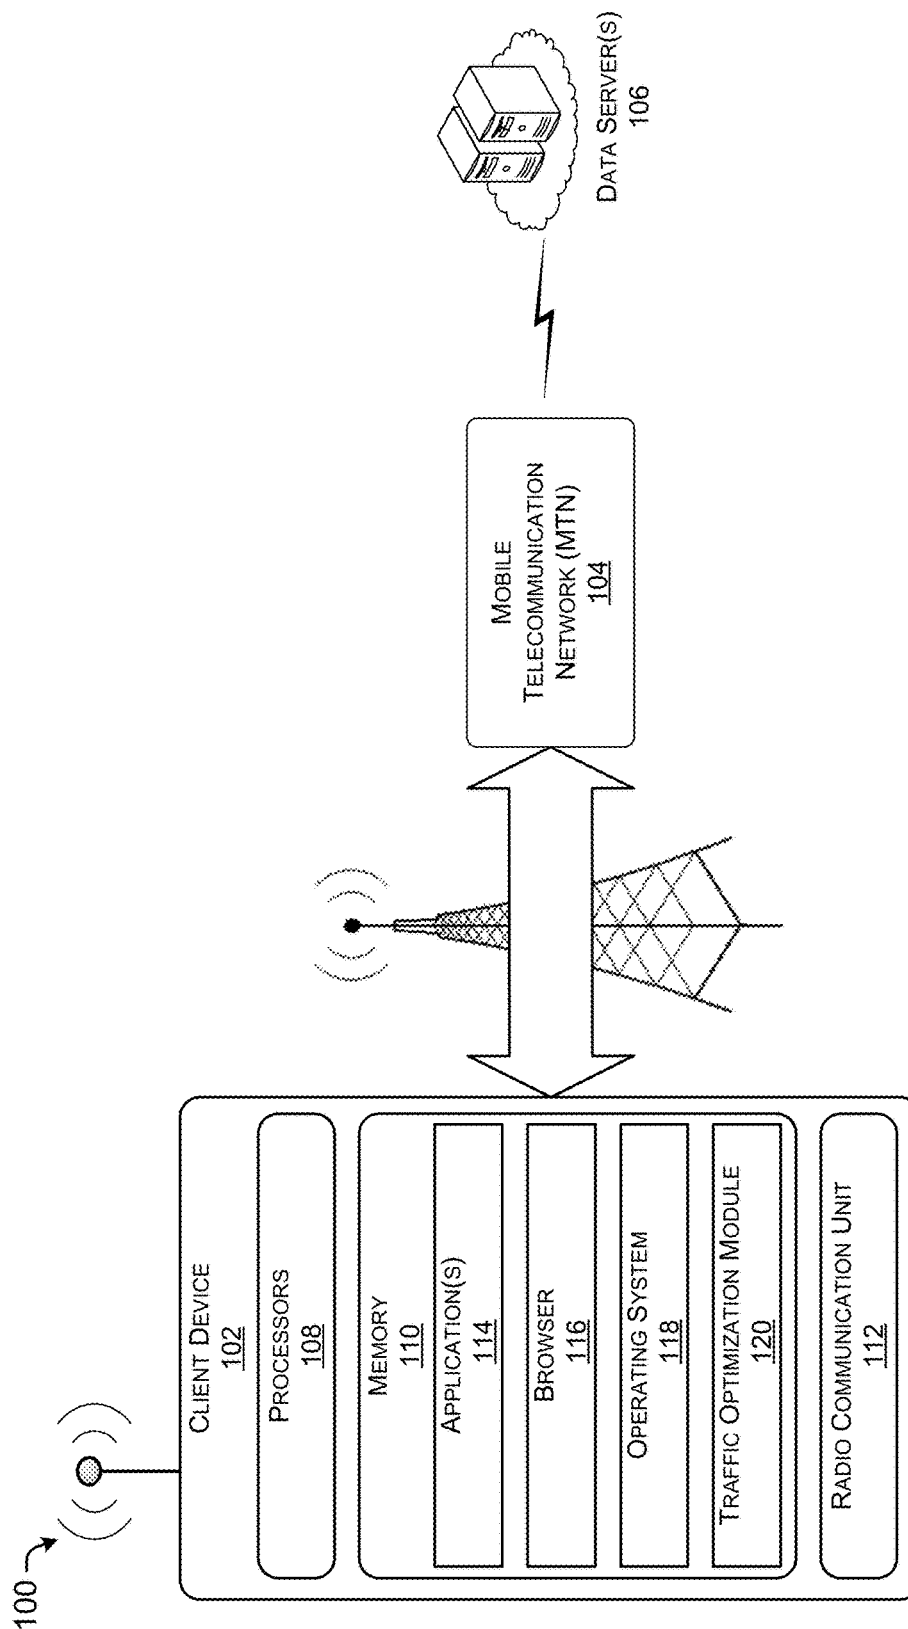 100
CLIENT DEVICE
102
PROCESSORS
108
MEMORY
110
APPLICATION(S)
114
BROWSER
116
OPERATING SYSTEM
118
TRAFFIC OPTIMIZATION MODULE
120
RADIO COMMUNICATION UNIT
112
MOBILE
TELECOMMUNICATION
NETWORK (MTN)
104
DATA SERVER(S)
106